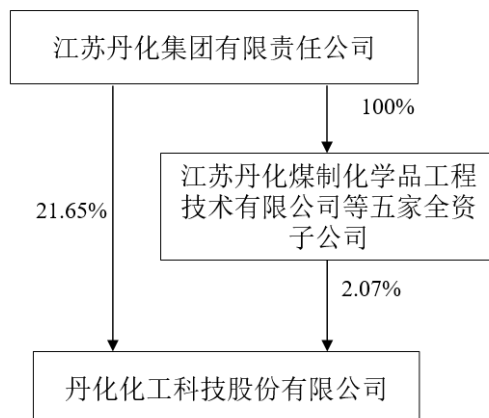 江苏丹化集团有限责任公司
100%
江苏丹化煤制化学品工程
技术有限公司等五家全资
子公司
21.65%
2.07%
丹化化工科技股份有限公司